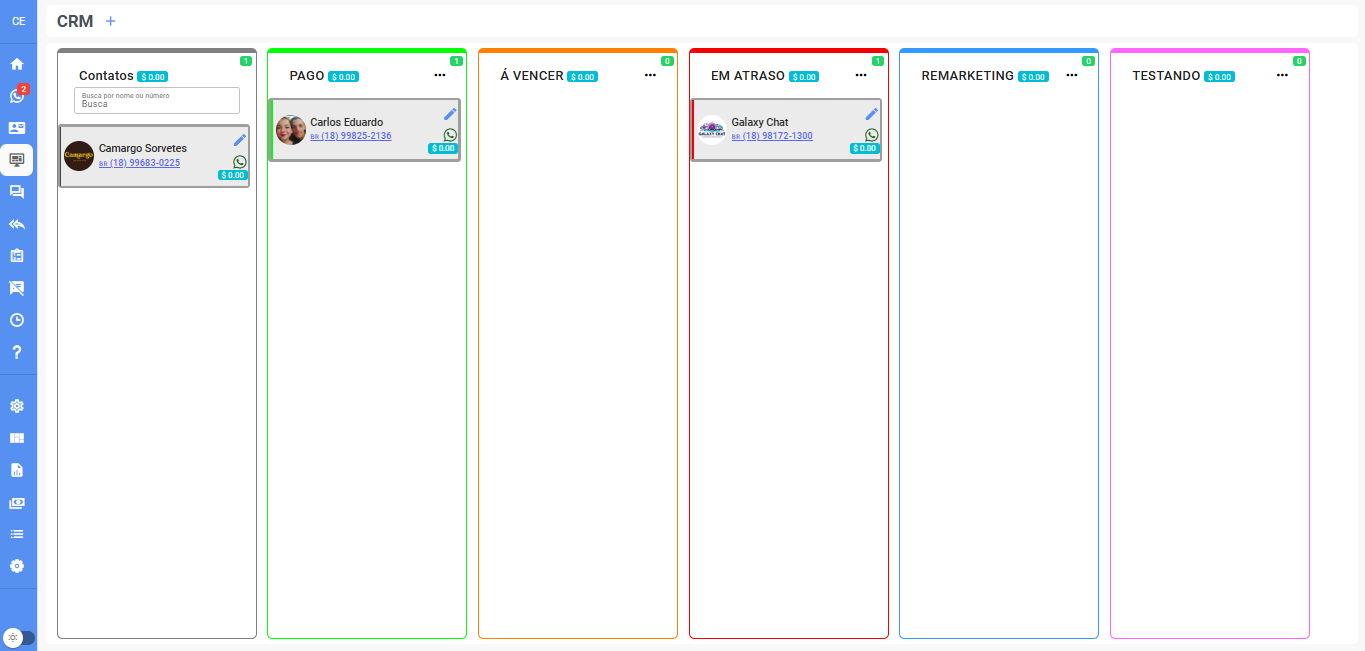 CE
CRM +
2
1
Contatos $ 0.00
Busca por nome ou número
Busca
Camargo
Camargo Sorvetes
BR (18) 99683-0225
$ 0.00
1
PAGO $ 0.00
Carlos Eduardo
BR (18) 99825-2136
$ 0.00
0
Á VENCER $ 0.00
1
EM ATRASO $ 0.00
GALAXY CHAT
Galaxy Chat
BR (18) 98172-1300
$ 0.00
0
REMARKETING $ 0.00
0
TESTANDO $ 0.00